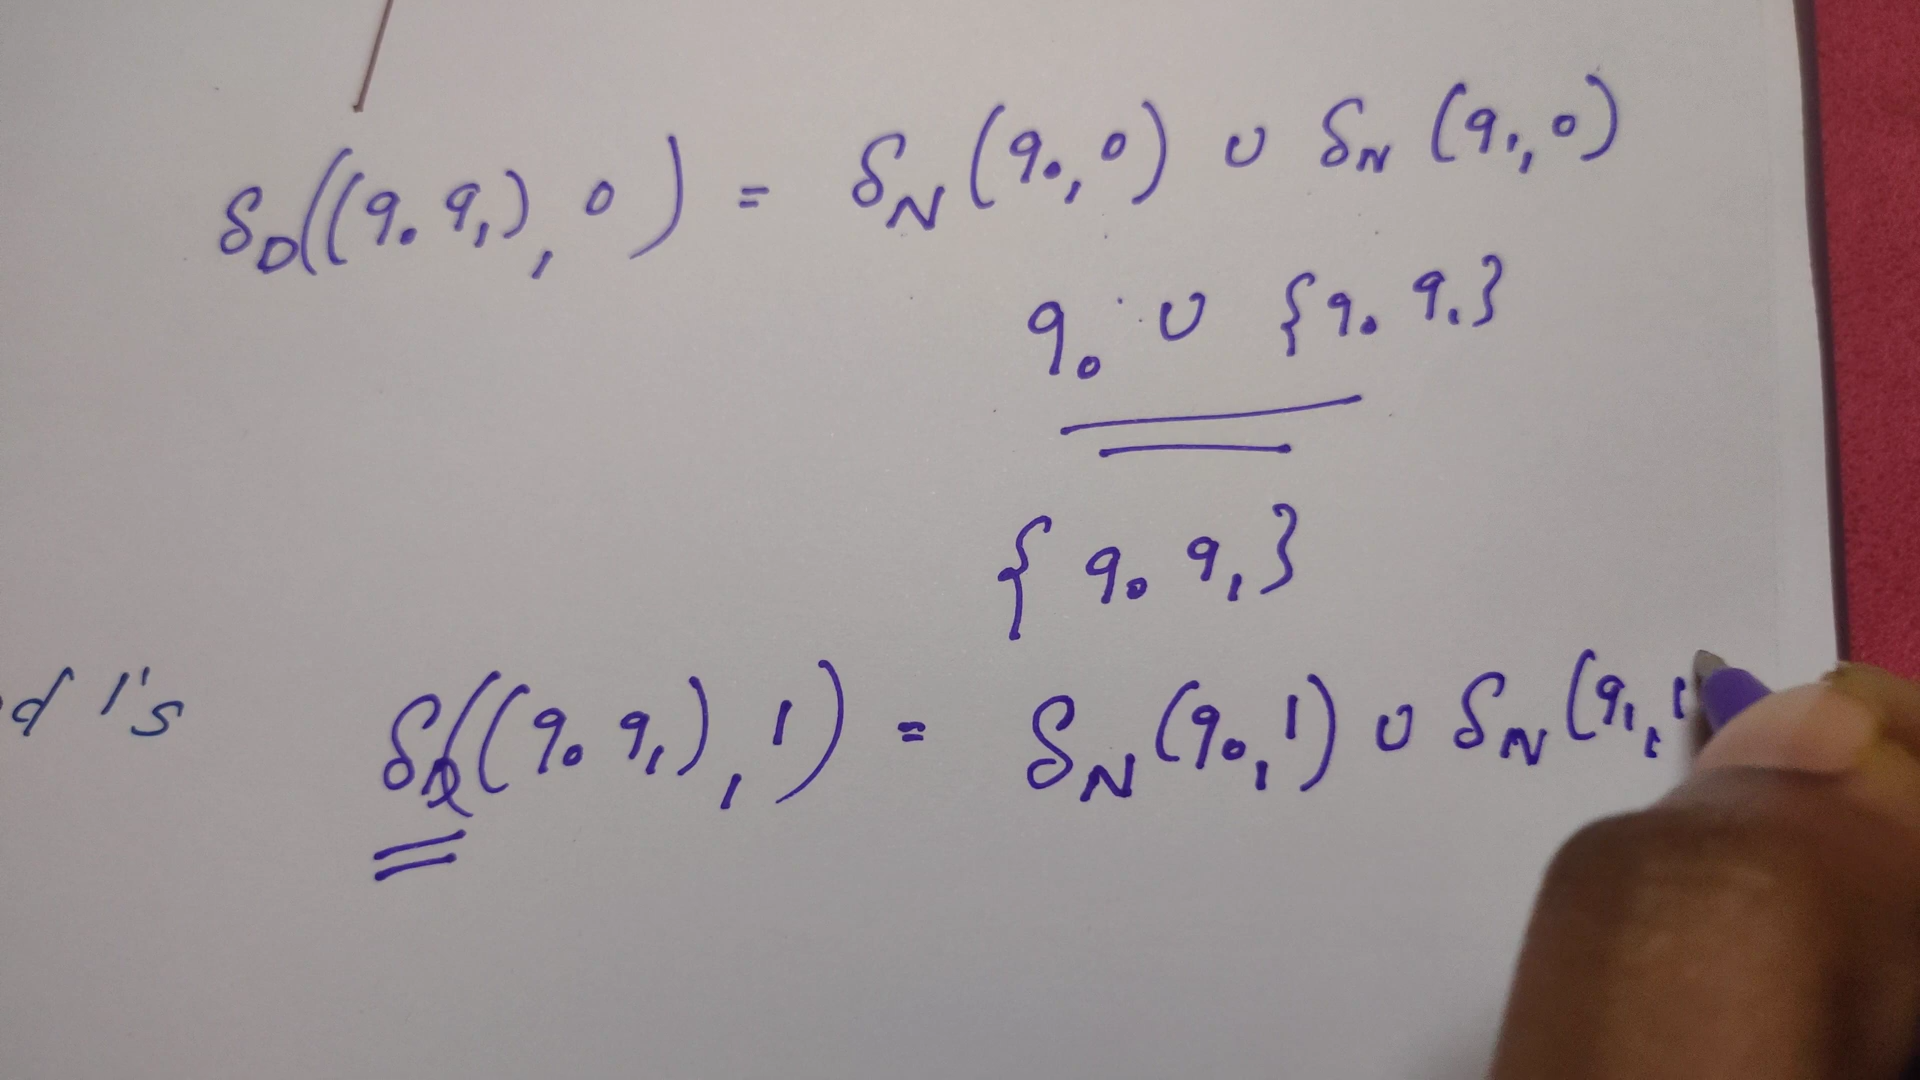 δD((q₀ q₁), 0) = δN (q₀, 0) ∪ δN (q₁, 0)
q₀ ∪ {q₀ q₁}
{ q₀ q₁ }
d 1's
δD((q₀ q₁), 1) = δN (q₀, 1) ∪ δN (q₁, 1